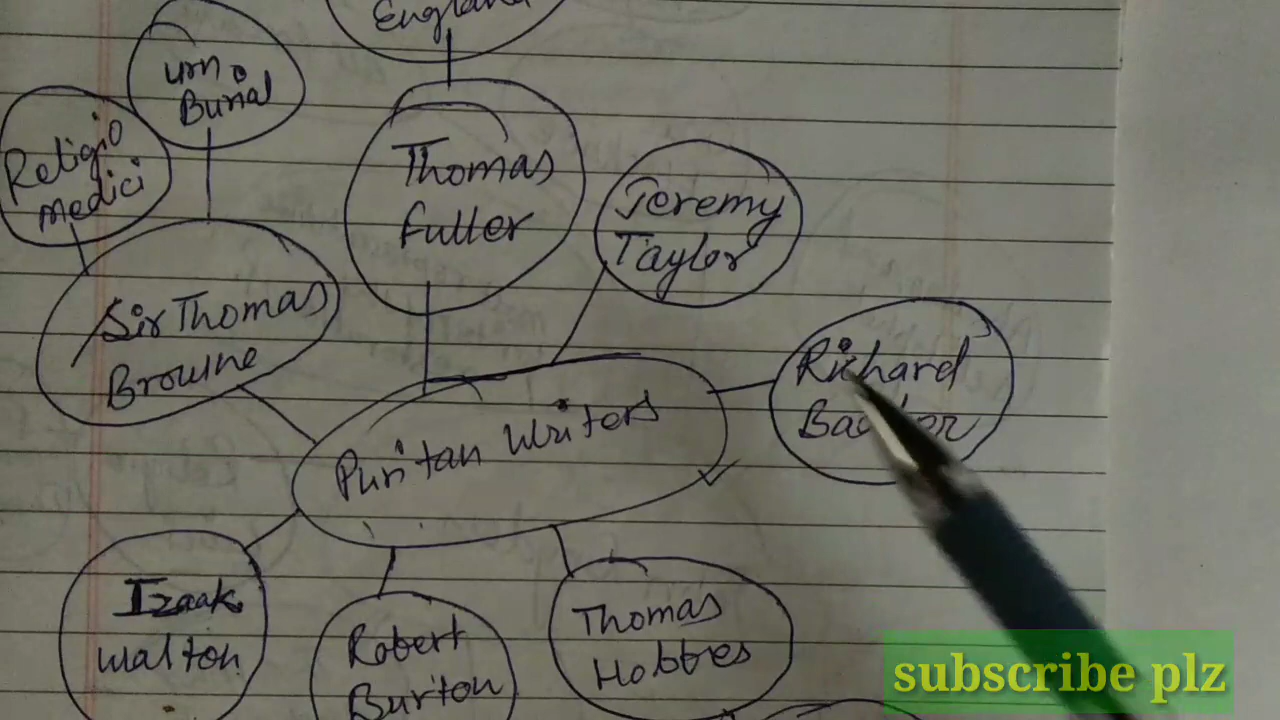 England
urn
Burial
Religio
Medici
Thomas
fuller
Jeremy
Taylor
Sir Thomas
Browne
Richard
Puritan Writers
Izaak
Walton
Robert
Burton
Thomas
Hobbes
subscribe plz